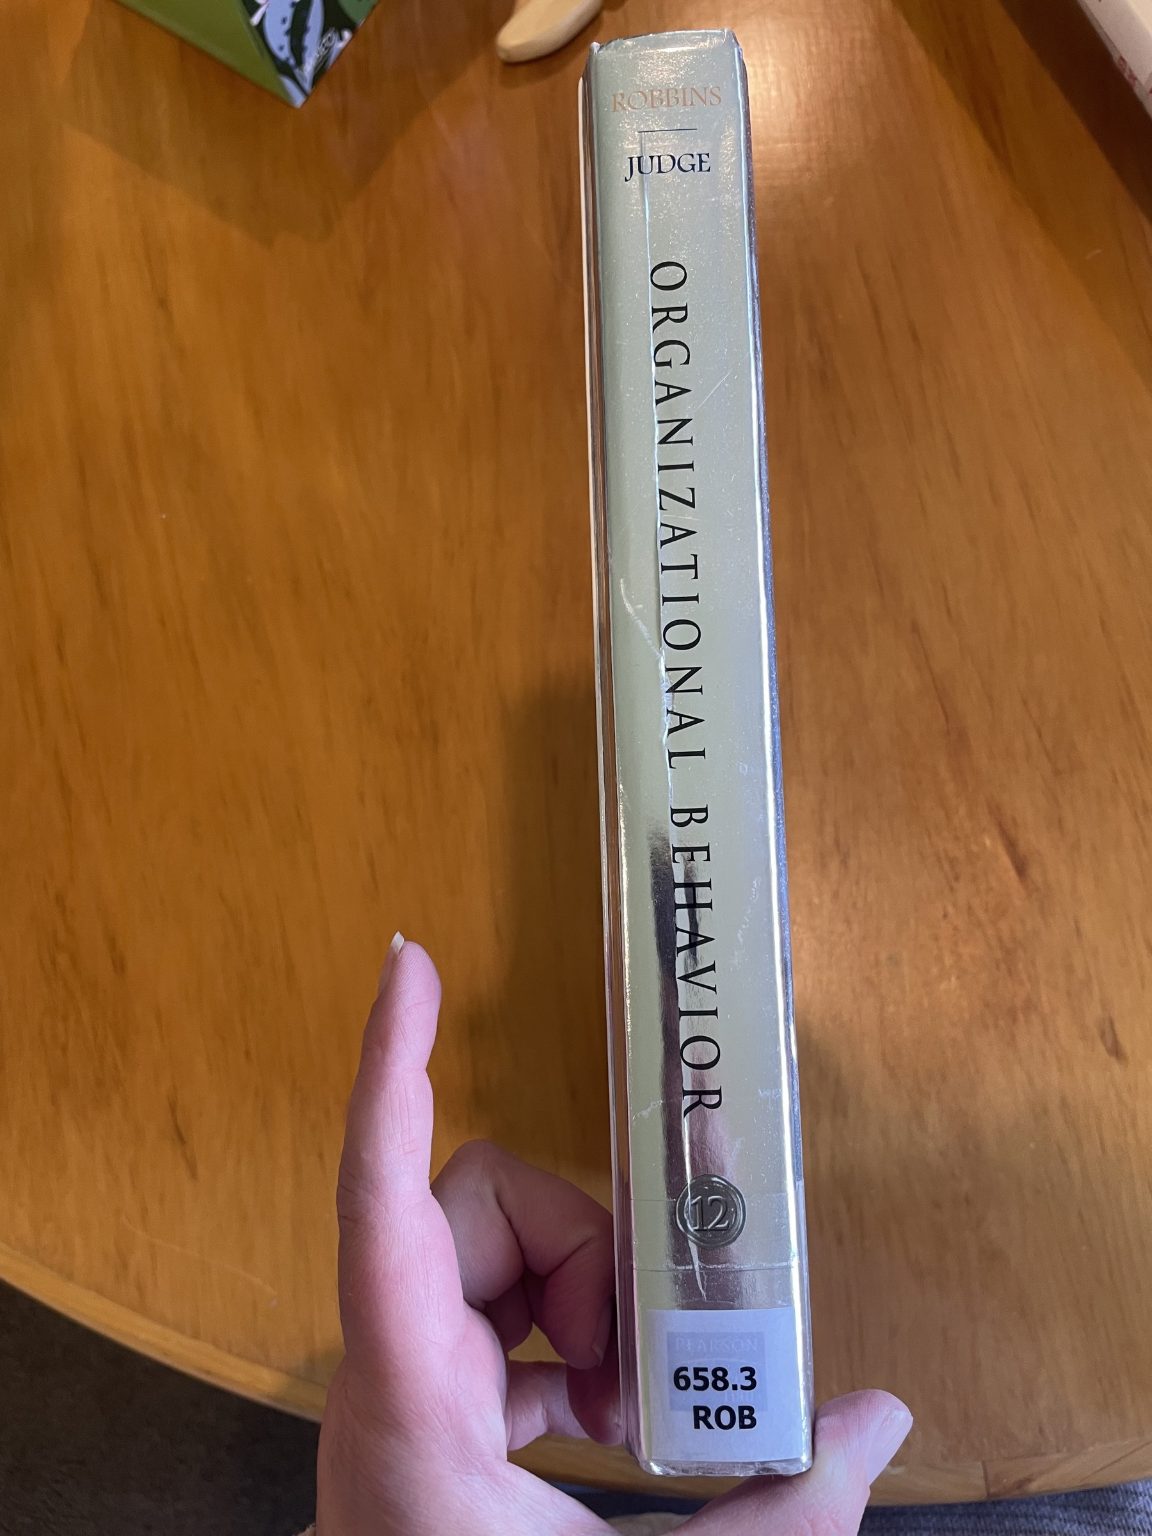 ROBBINS
JUDGE
ORGANIZATIONAL BEHAVIOR
12
PEARSON
658.3
ROB